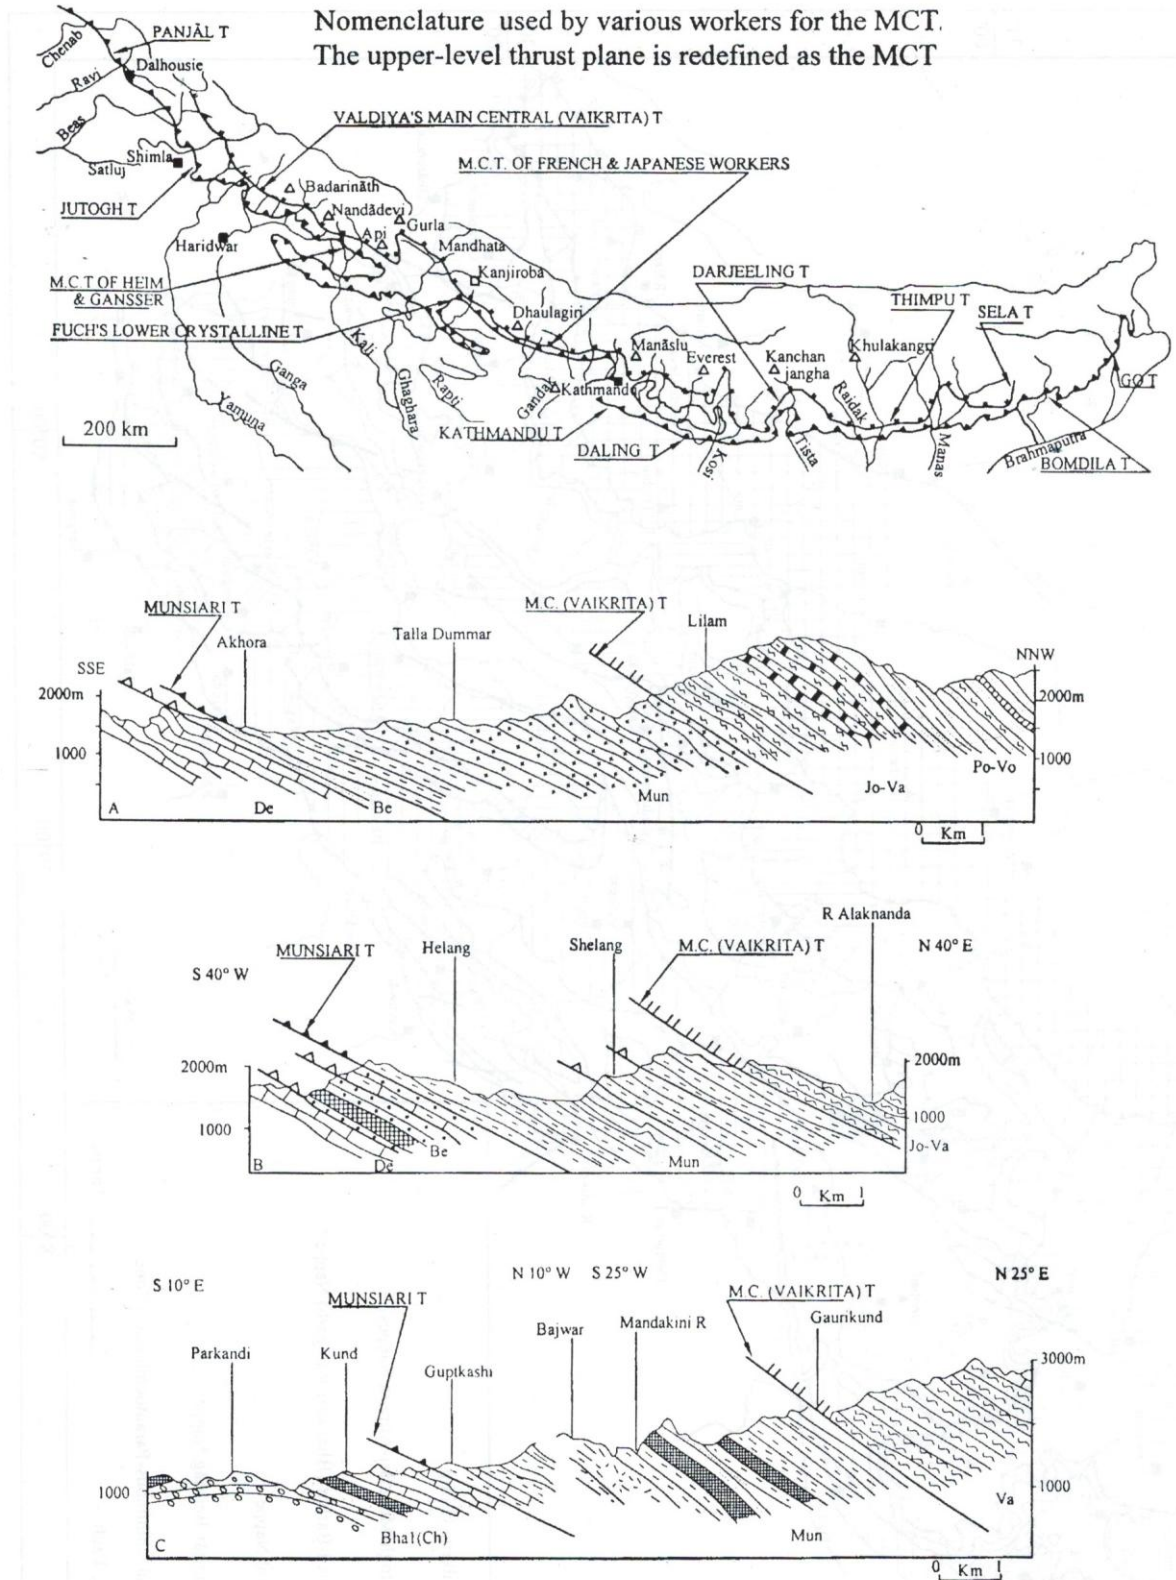 Nomenclature used by various workers for the MCT.
The upper-level thrust plane is redefined as the MCT
PANJĀL T
Chenab
Dalhousie
Ravi
Beas
VALDIYA'S MAIN CENTRAL (VAIKRITA) T
Shimla
Satluj
M.C.T. OF FRENCH & JAPANESE WORKERS
Badarināth
JUTOGH T
Nandādevi
Gurla
Api
Haridwar
Mandhata
M.C.T OF HEIM
& GANSSER
Kanjiroba
DARJEELING T
THIMPU T
SELA T
FUCH'S LOWER CRYSTALLINE T
Dhaulagiri
Kali
Manāslu
Everest
Kanchan
jangha
Khulakangri
Ganga
Ghaghara
Rapti
Gandak
Kathmandu
Raidak
GO T
Yamuna
200 km
KATHMANDU T
DALING T
Kosi
Tista
Manas
Brahmaputra
BOMDILA T
MUNSIARI T
M.C. (VAIKRITA) T
Akhora
Talla Dummar
Lilam
SSE
NNW
2000m
2000m
1000
1000
Po-Vo
Jo-Va
Mun
De
Be
A
0 Km 1
R Alaknanda
MUNSIARI T
Helang
Shelang
M.C. (VAIKRITA) T
N 40° E
S 40° W
2000m
2000m
1000
1000
Be
Jo-Va
B
De
Mun
0 Km 1
S 10° E
N 10° W S 25° W
N 25° E
MUNSIARI T
M.C. (VAIKRITA) T
Bajwar
Mandakini R
Gaurikund
Parkandi
Kund
Guptkashi
3000m
1000
1000
Va
C
Bhal (Ch)
Mun
0 Km 1